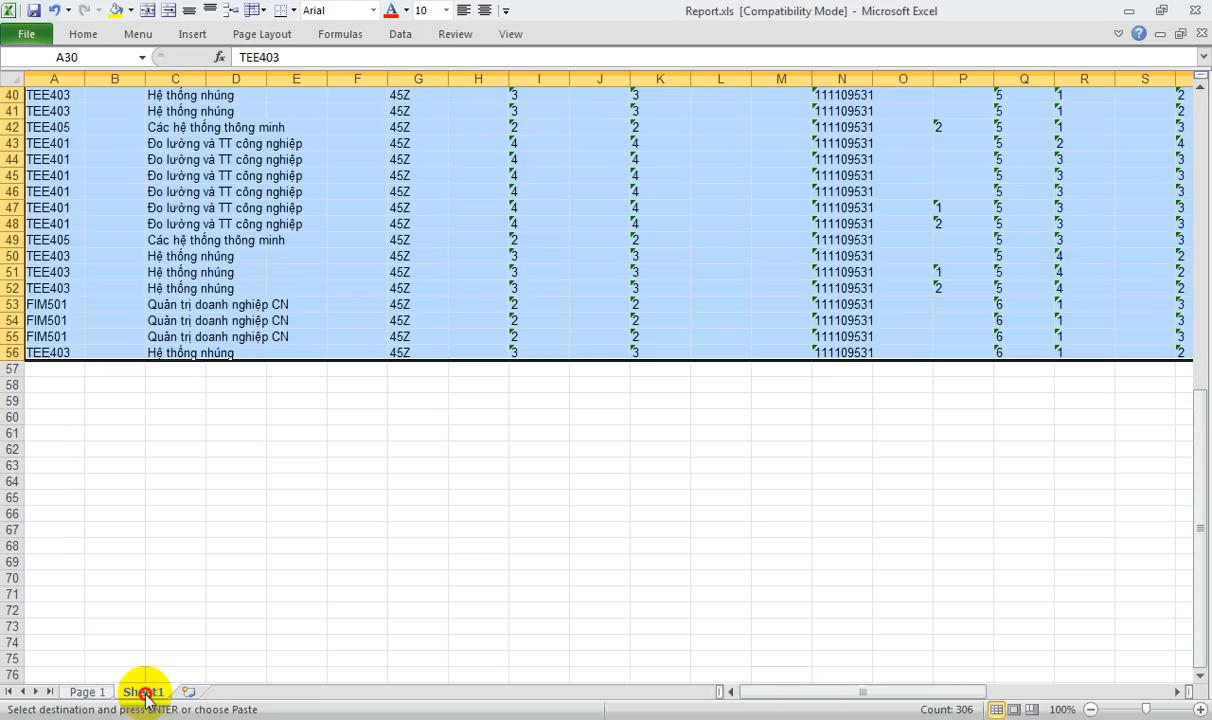 Arial 10 Report.xls [Compatibility Mode] - Microsoft Excel
File Home Menu Insert Page Layout Formulas Data Review View
A30 fx TEE403
A B C D E F G H I J K L M N O P Q R S
40 TEE403 Hệ thống nhúng 45Z 3 3 111109531 5 1 2
41 TEE403 Hệ thống nhúng 45Z 3 3 111109531 5 1 2
42 TEE405 Các hệ thống thông minh 45Z 2 2 111109531 2 5 1 3
43 TEE401 Đo lường và TT công nghiệp 45Z 4 4 111109531 5 2 4
44 TEE401 Đo lường và TT công nghiệp 45Z 4 4 111109531 5 3 3
45 TEE401 Đo lường và TT công nghiệp 45Z 4 4 111109531 5 3 3
46 TEE401 Đo lường và TT công nghiệp 45Z 4 4 111109531 5 3 3
47 TEE401 Đo lường và TT công nghiệp 45Z 4 4 111109531 1 5 3 3
48 TEE401 Đo lường và TT công nghiệp 45Z 4 4 111109531 2 5 3 3
49 TEE405 Các hệ thống thông minh 45Z 2 2 111109531 5 3 3
50 TEE403 Hệ thống nhúng 45Z 3 3 111109531 5 4 2
51 TEE403 Hệ thống nhúng 45Z 3 3 111109531 1 5 4 2
52 TEE403 Hệ thống nhúng 45Z 3 3 111109531 2 5 4 2
53 FIM501 Quản trị doanh nghiệp CN 45Z 2 2 111109531 6 1 3
54 FIM501 Quản trị doanh nghiệp CN 45Z 2 2 111109531 6 1 3
55 FIM501 Quản trị doanh nghiệp CN 45Z 2 2 111109531 6 1 3
56 TEE403 Hệ thống nhúng 45Z 3 3 111109531 6 1 2
57
58
59
60
61
62
63
64
65
66
67
68
69
70
71
72
73
74
75
76
Page 1 Sheet1
Select destination and press ENTER or choose Paste Count: 306 100%